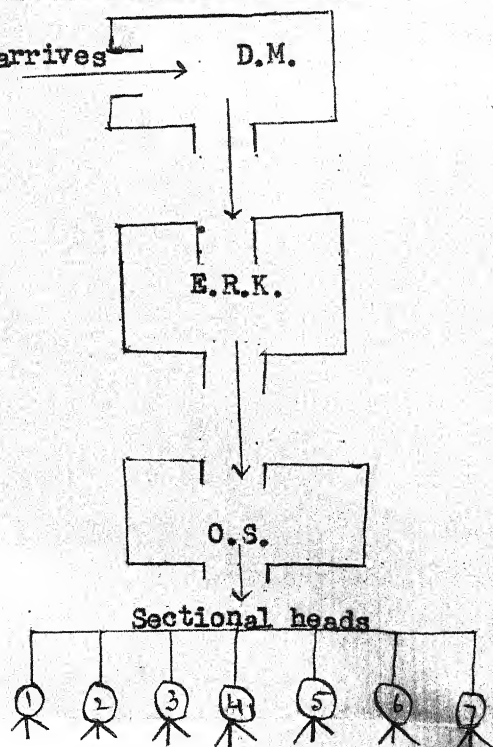 arrives
D.M.
E.R.K.
O.S.
Sectional heads
1 2 3 4 5 6 7